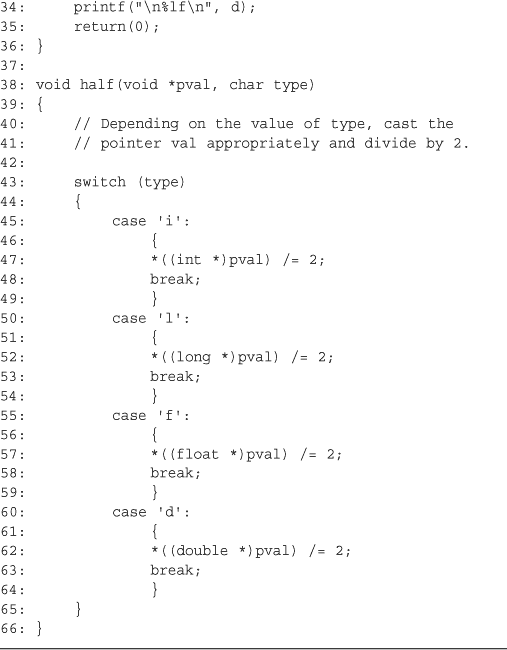 34:     printf("\n%lf\n", d);
35:     return(0);
36: }
37:
38: void half(void *pval, char type)
39: {
40:     // Depending on the value of type, cast the
41:     // pointer val appropriately and divide by 2.
42:
43:     switch (type)
44:     {
45:         case 'i':
46:             {
47:             *((int *)pval) /= 2;
48:             break;
49:             }
50:         case 'l':
51:             {
52:             *((long *)pval) /= 2;
53:             break;
54:             }
55:         case 'f':
56:             {
57:             *((float *)pval) /= 2;
58:             break;
59:             }
60:         case 'd':
61:             {
62:             *((double *)pval) /= 2;
63:             break;
64:             }
65:     }
66: }